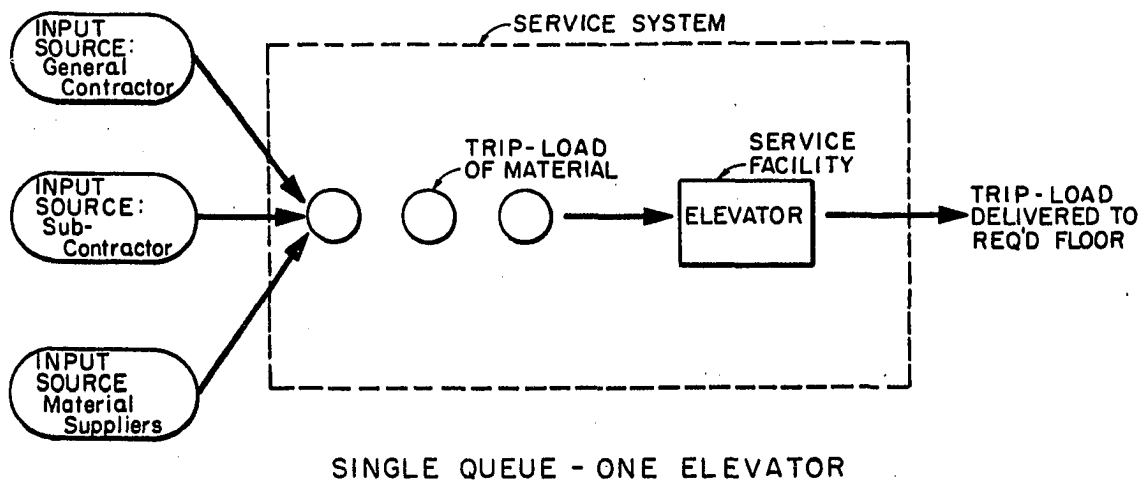 INPUT
SOURCE:
General
Contractor
SERVICE SYSTEM
INPUT
SOURCE:
Sub-
Contractor
TRIP-LOAD
OF MATERIAL
SERVICE
FACILITY
ELEVATOR
TRIP-LOAD
DELIVERED TO
REQ'D FLOOR
INPUT
SOURCE
Material
Suppliers
SINGLE QUEUE - ONE ELEVATOR